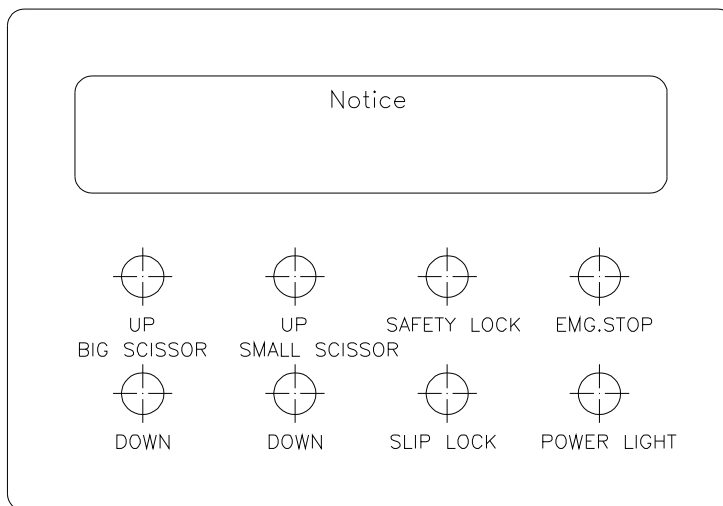 Notice
UP UP SAFETY LOCK EMG.STOP
BIG SCISSOR SMALL SCISSOR
DOWN DOWN SLIP LOCK POWER LIGHT